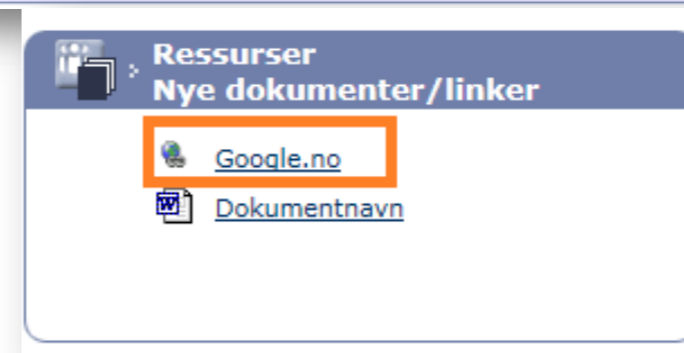 Ressurser
Nye dokumenter/linker
Google.no
Dokumentnavn